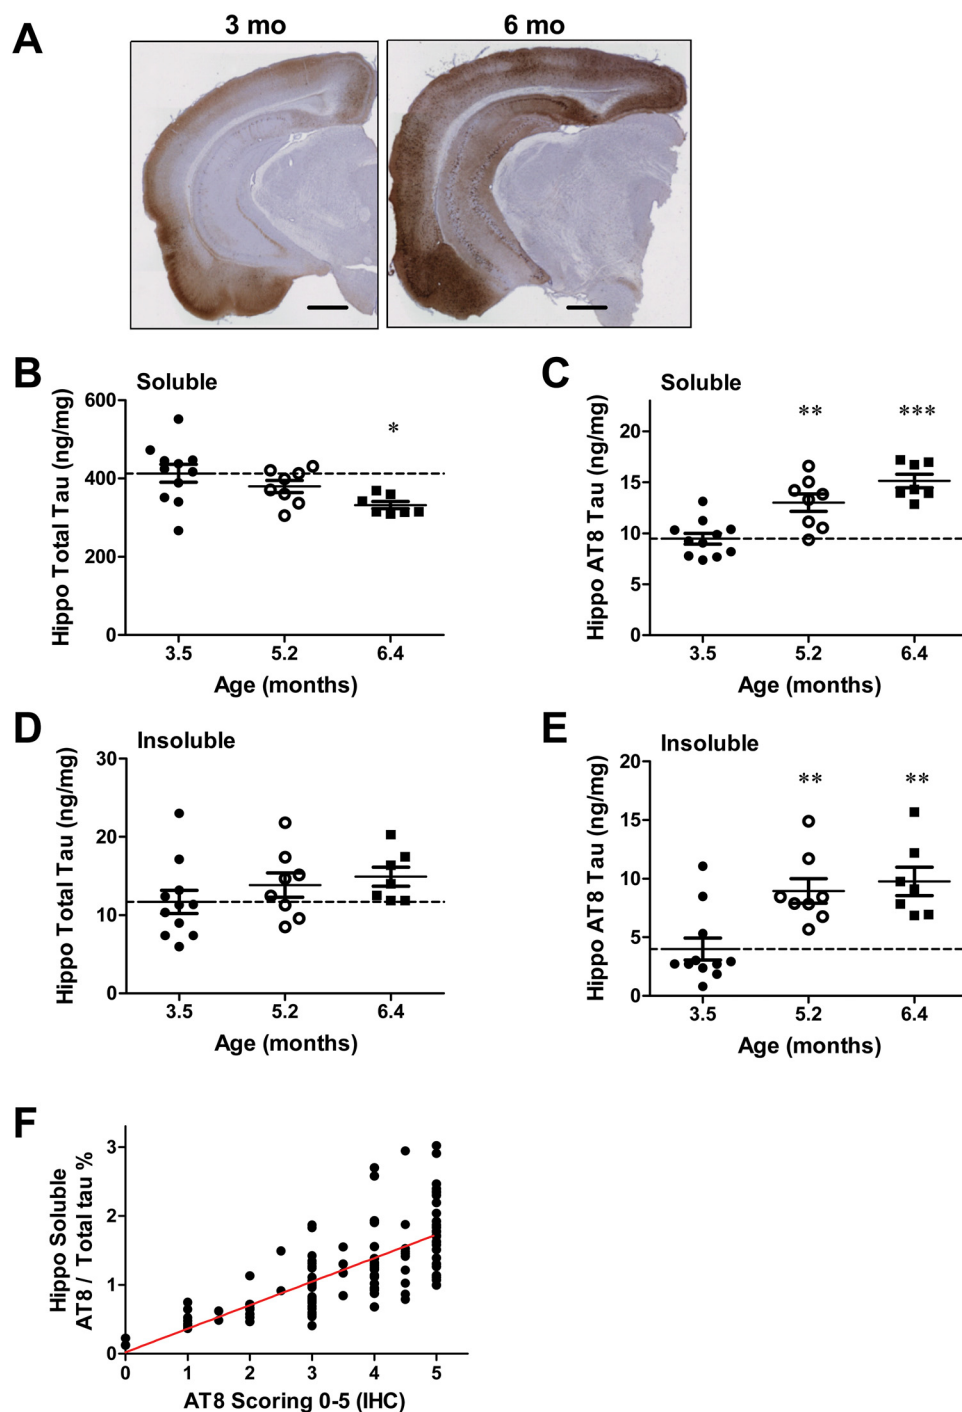 A
3 mo
6 mo
B
Soluble
Hippo Total Tau (ng/mg)
600
400
200
0
*
3.5
5.2
6.4
Age (months)
C
Soluble
Hippo AT8 Tau (ng/mg)
20
15
10
5
0
**
***
3.5
5.2
6.4
Age (months)
D
Insoluble
Hippo Total Tau (ng/mg)
30
20
10
0
3.5
5.2
6.4
Age (months)
E
Insoluble
Hippo AT8 Tau (ng/mg)
20
15
10
5
0
**
**
3.5
5.2
6.4
Age (months)
F
Hippo Soluble
AT8 / Total tau %
3
2
1
0
0
1
2
3
4
5
AT8 Scoring 0-5 (IHC)